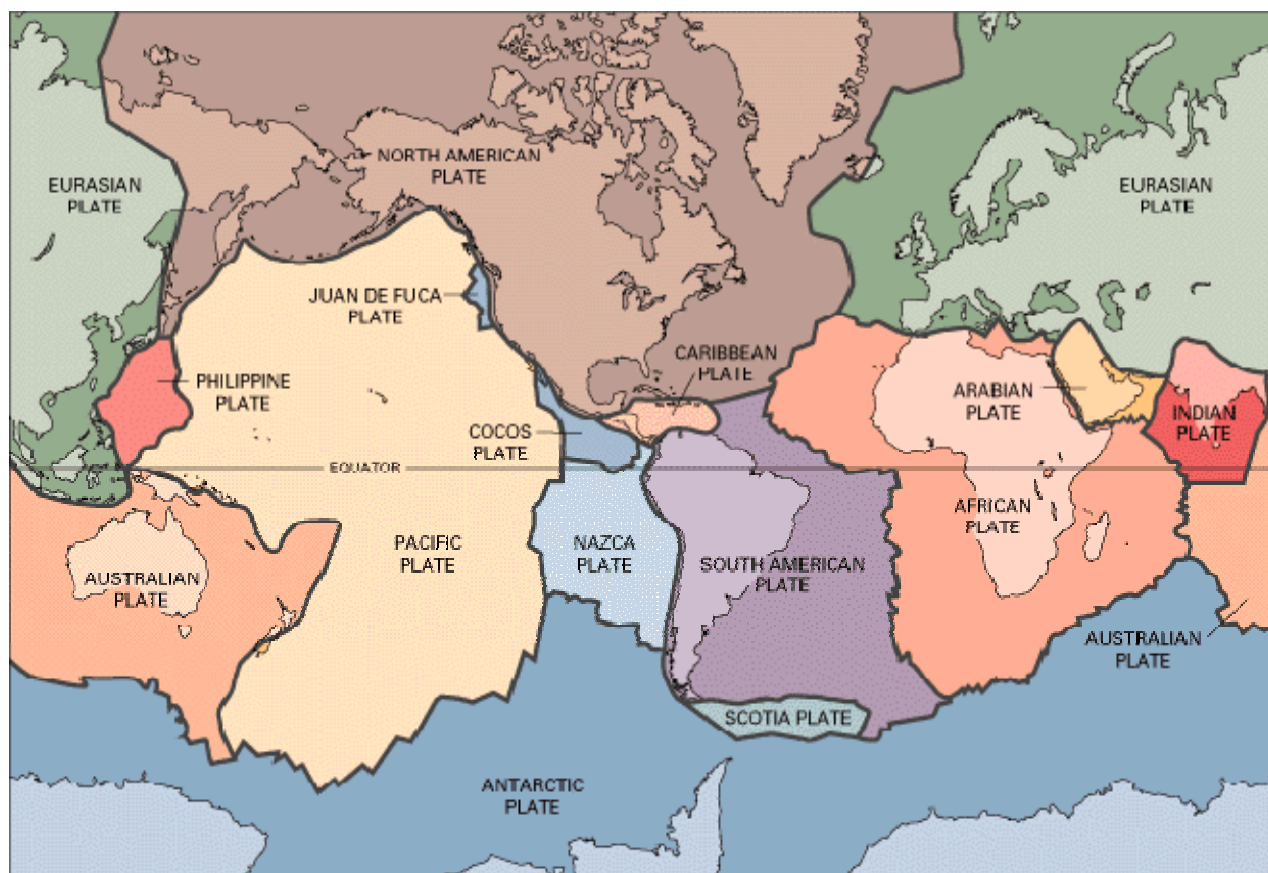 NORTH AMERICAN
PLATE
EURASIAN
PLATE
EURASIAN
PLATE
JUAN DE FUCA
PLATE
CARIBBEAN
PLATE
PHILIPPINE
PLATE
ARABIAN
PLATE
INDIAN
PLATE
COCOS
PLATE
EQUATOR
AFRICAN
PLATE
PACIFIC
PLATE
NAZCA
PLATE
SOUTH AMERICAN
PLATE
AUSTRALIAN
PLATE
AUSTRALIAN
PLATE
SCOTIA PLATE
ANTARCTIC
PLATE